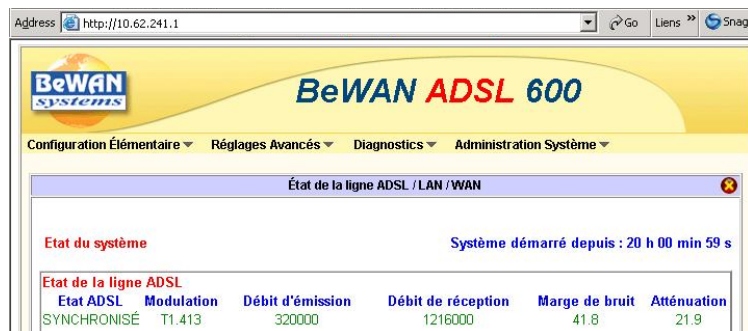 Address http://10.62.241.1 Go Liens » Snag
BeWAN systems
BeWAN ADSL 600
Configuration Élémentaire Réglages Avancés Diagnostics Administration Système
État de la ligne ADSL / LAN / WAN
Etat du système Système démarré depuis : 20 h 00 min 59 s
Etat de la ligne ADSL
Etat ADSL Modulation Débit d'émission Débit de réception Marge de bruit Atténuation
SYNCHRONISÉ T1.413 320000 1216000 41.8 21.9